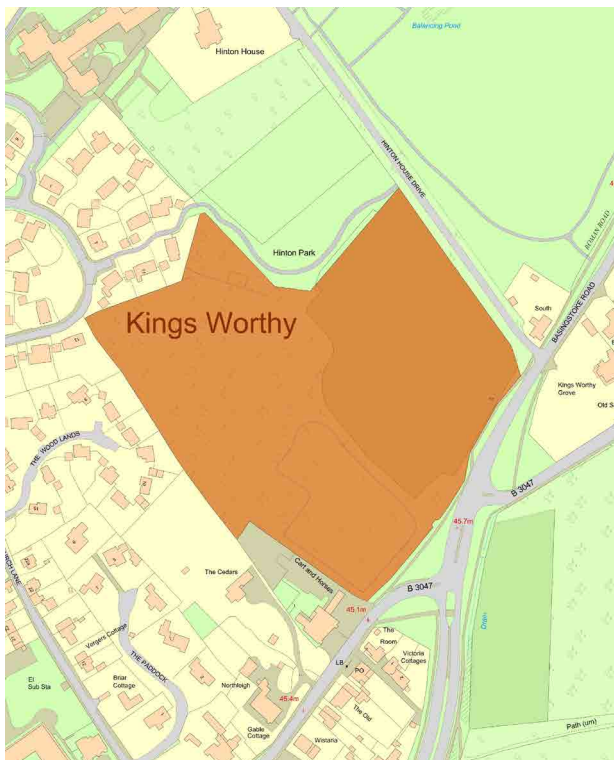 Balancing Pond
Hinton House
HINTON HOUSE DRIVE
ROMAN ROAD
BASINGSTOKE ROAD
Hinton Park
South
Kings Worthy
Kings Worthy
Grove
Old S
THE WOOD LANDS
B 3047
45.7m
The Cedars
Cart and Horses
B 3047
45.1m
URCH LANE
Drain
The
Room
Victoria
Cottages
Vergers Cottage
THE PADDOCK
LB
PO
El
Sub Sta
Briar
Cottage
Northleigh
45.4m
The Old
Gable
Cottage
Wistaria
Path (um)